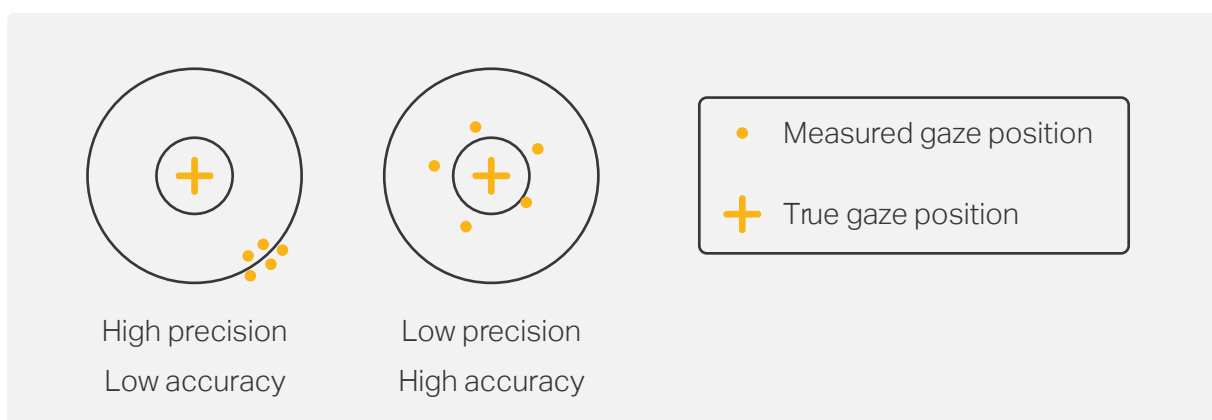 High precision
Low accuracy
Low precision
High accuracy
Measured gaze position
True gaze position